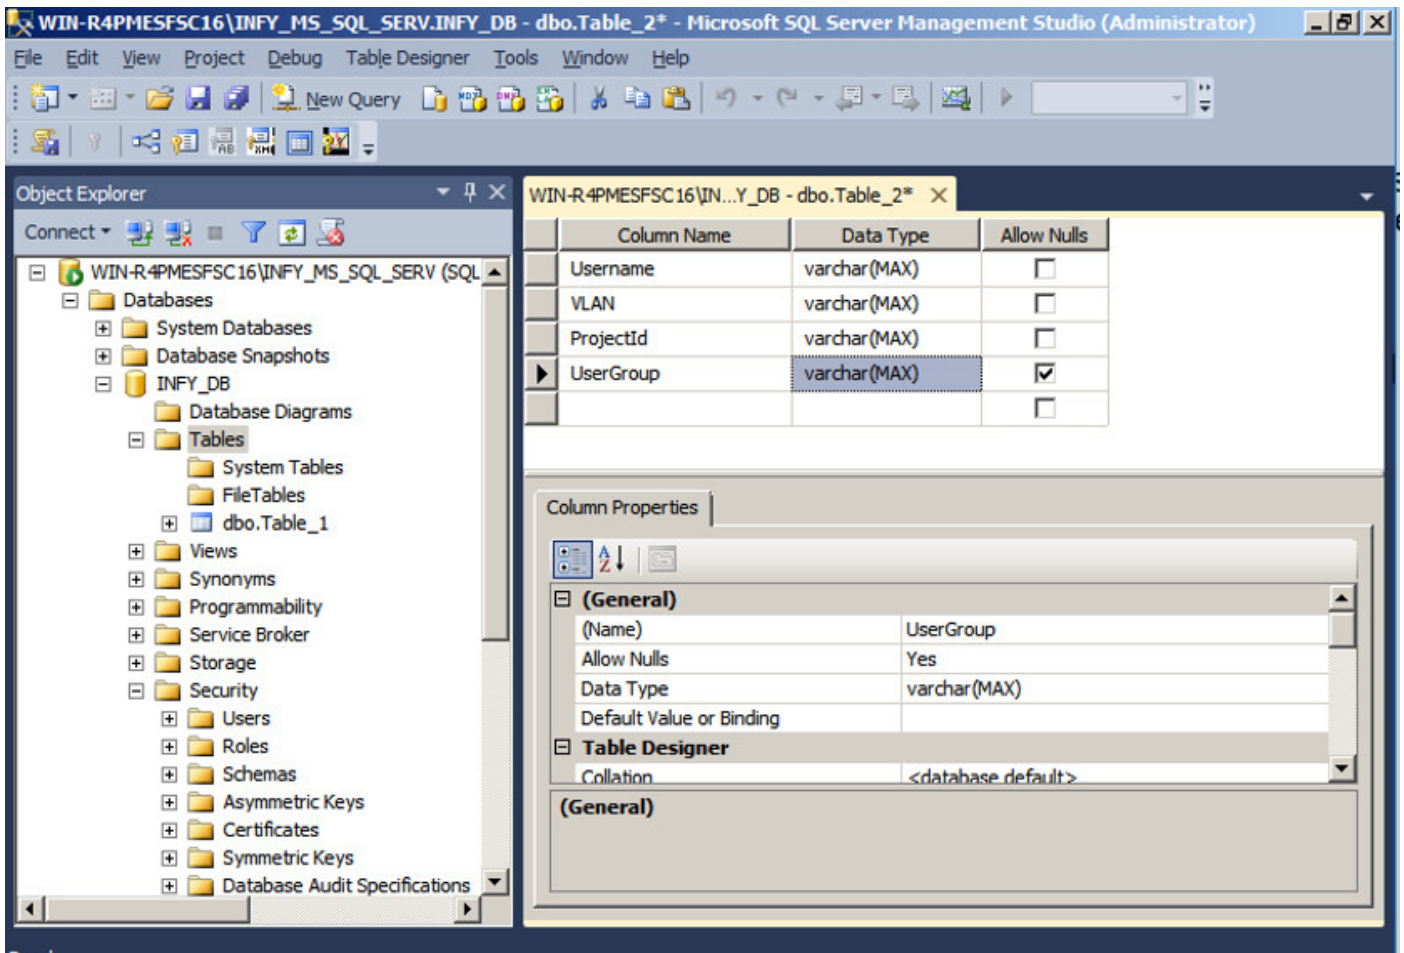 WIN-R4PMESFSC16\INFY_MS_SQL_SERV.INFY_DB - dbo.Table_2* - Microsoft SQL Server Management Studio (Administrator)
File Edit View Project Debug Table Designer Tools Window Help
New Query
Object Explorer
Connect
WIN-R4PMESFSC16\INFY_MS_SQL_SERV (SQL
Databases
System Databases
Database Snapshots
INFY_DB
Database Diagrams
Tables
System Tables
FileTables
dbo.Table_1
Views
Synonyms
Programmability
Service Broker
Storage
Security
Users
Roles
Schemas
Asymmetric Keys
Certificates
Symmetric Keys
Database Audit Specifications
WIN-R4PMESFSC16\IN...Y_DB - dbo.Table_2*
Column Name Data Type Allow Nulls
Username varchar(MAX)
VLAN varchar(MAX)
ProjectId varchar(MAX)
UserGroup varchar(MAX)
Column Properties
(General)
(Name) UserGroup
Allow Nulls Yes
Data Type varchar(MAX)
Default Value or Binding
Table Designer
Collation <database default>
(General)